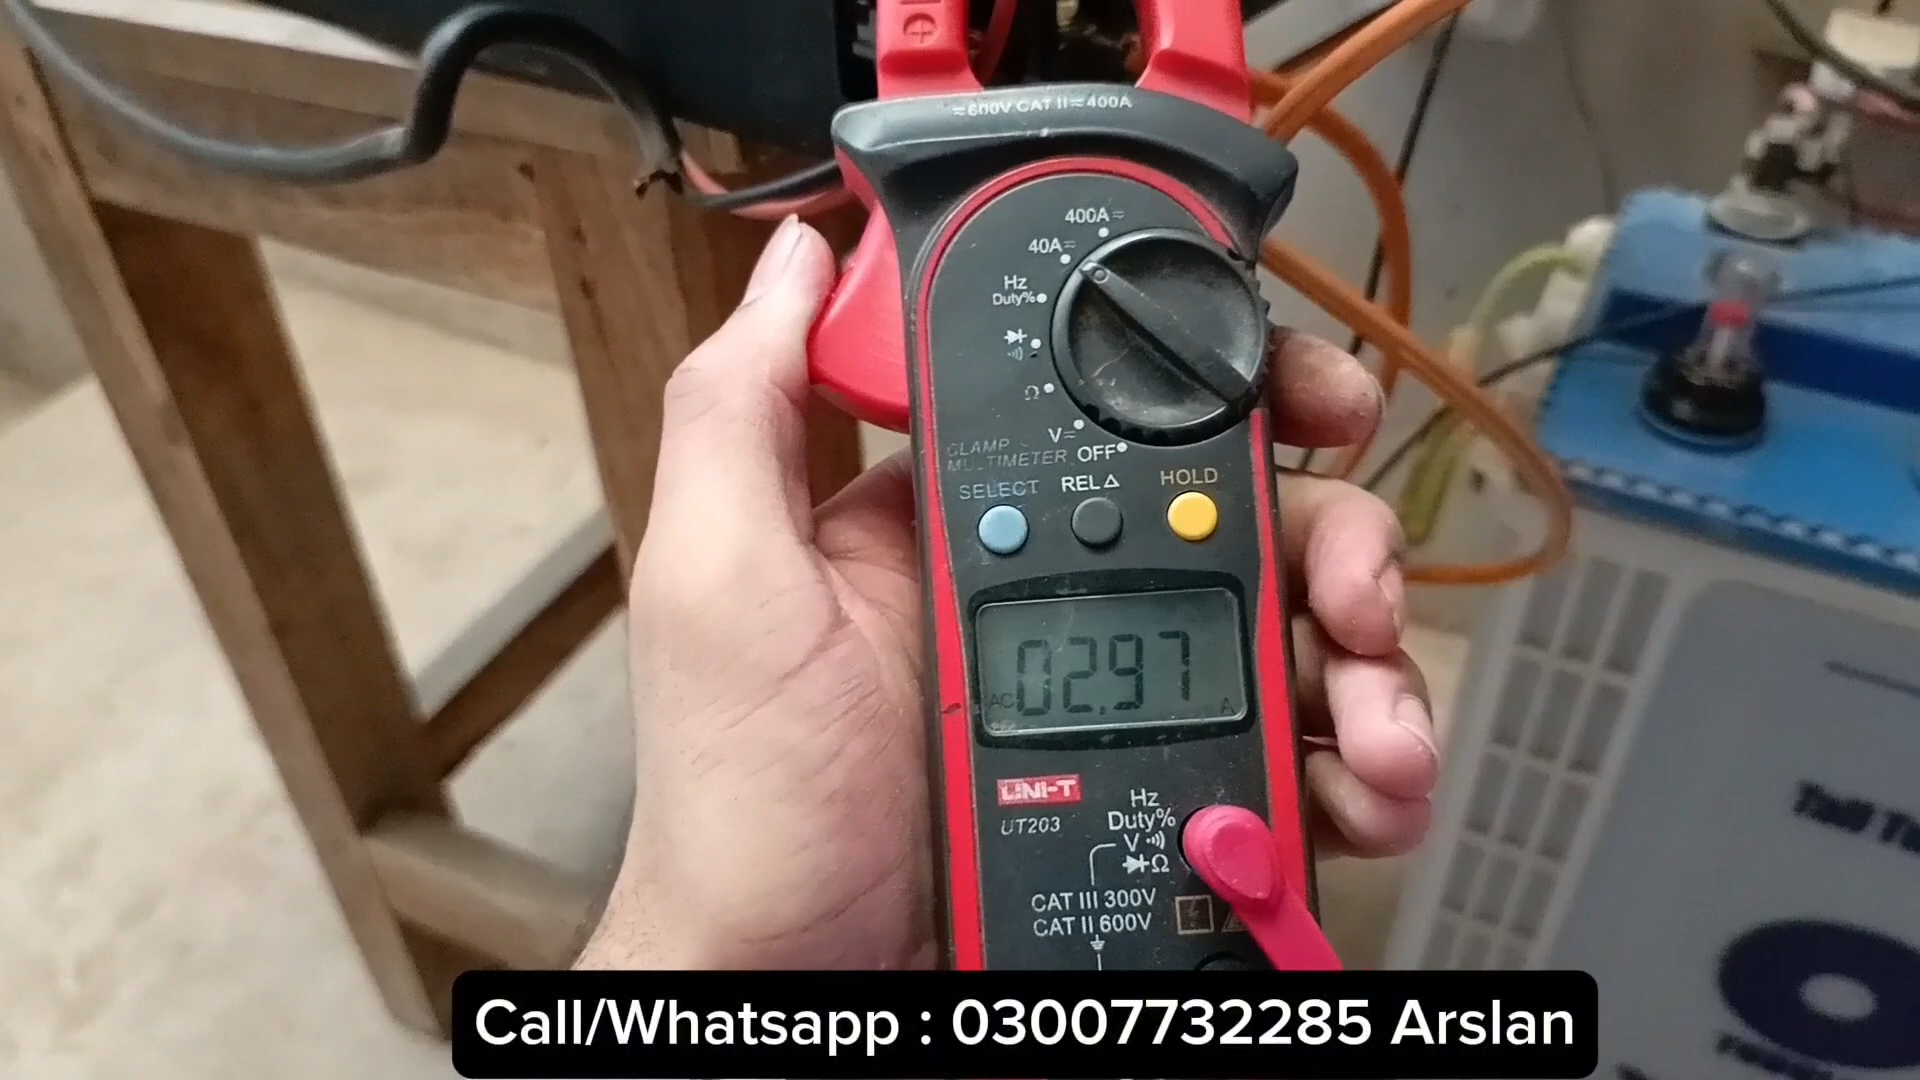 ≂600V CAT II ≂400A
400A≂
40A≂
Hz
Duty%
Ω
V≂
OFF
CLAMP
MULTIMETER
SELECT
REL △
HOLD
02.97
AC
A
UNI-T
UT203
Hz
Duty%
V
Ω
CAT III 300V
CAT II 600V
Call/Whatsapp : 03007732285 Arslan